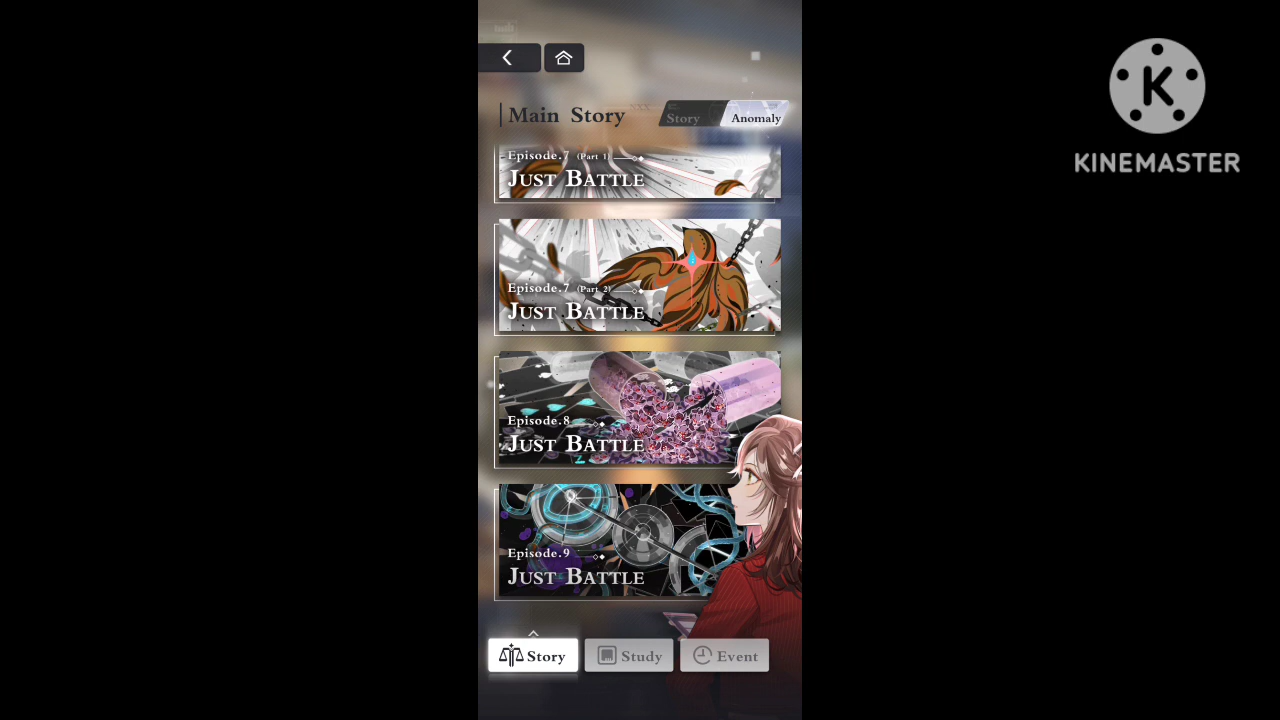 KINEMASTER
Main Story
Story
Anomaly
Episode.7 (Part 1)
JUST BATTLE
Episode.7 (Part 2)
JUST BATTLE
Episode.8
JUST BATTLE
Episode.9
JUST BATTLE
Story
Study
Event